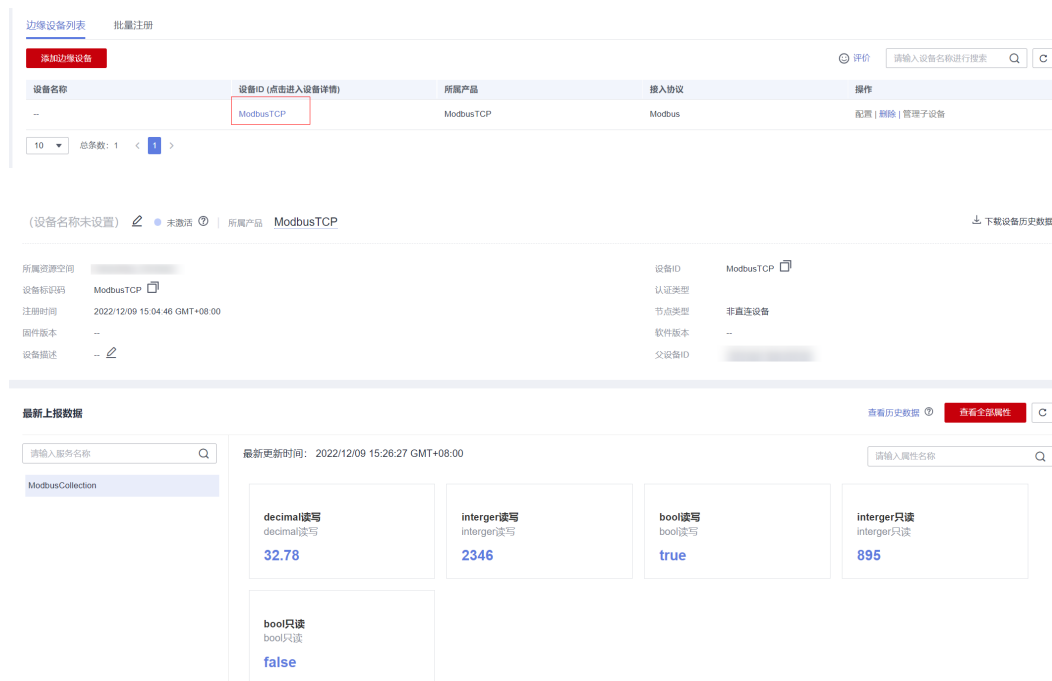 边缘设备列表 批量注册
添加边缘设备 评价 请输入设备名称进行搜索
设备名称 设备ID (点击进入设备详情) 所属产品 接入协议 操作
-- ModbusTCP ModbusTCP Modbus 配置 | 删除 | 管理子设备
10 总条数: 1 < 1 >
(设备名称未设置) 未激活 所属产品 ModbusTCP 下载设备历史数据
所属资源空间 设备ID ModbusTCP
设备标识码 ModbusTCP 认证类型
注册时间 2022/12/09 15:04:46 GMT+08:00 节点类型 非直连设备
固件版本 -- 软件版本 --
设备描述 -- 父设备ID
最新上报数据 查看历史数据 查看全部属性
请输入服务名称 最新更新时间: 2022/12/09 15:26:27 GMT+08:00 请输入属性名称
ModbusCollection
decimal读写 interger读写 bool读写 interger只读
decimal读写 interger读写 bool读写 interger只读
32.78 2346 true 895
bool只读
bool只读
false